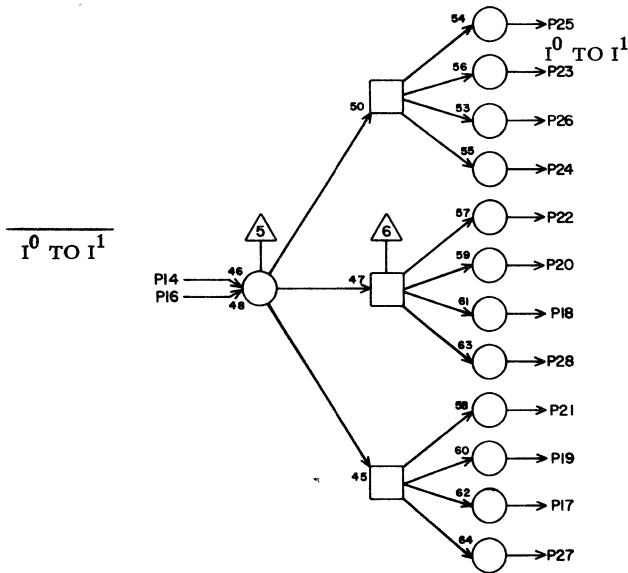 54 P25
I⁰ TO I¹
56 P23
50 53 P26
55 P24
5 6 57 P22
I⁰ TO I¹
P14 46 47 59 P20
P16 48 61 P18
63 P28
58 P21
60 P19
45 62 P17
64 P27